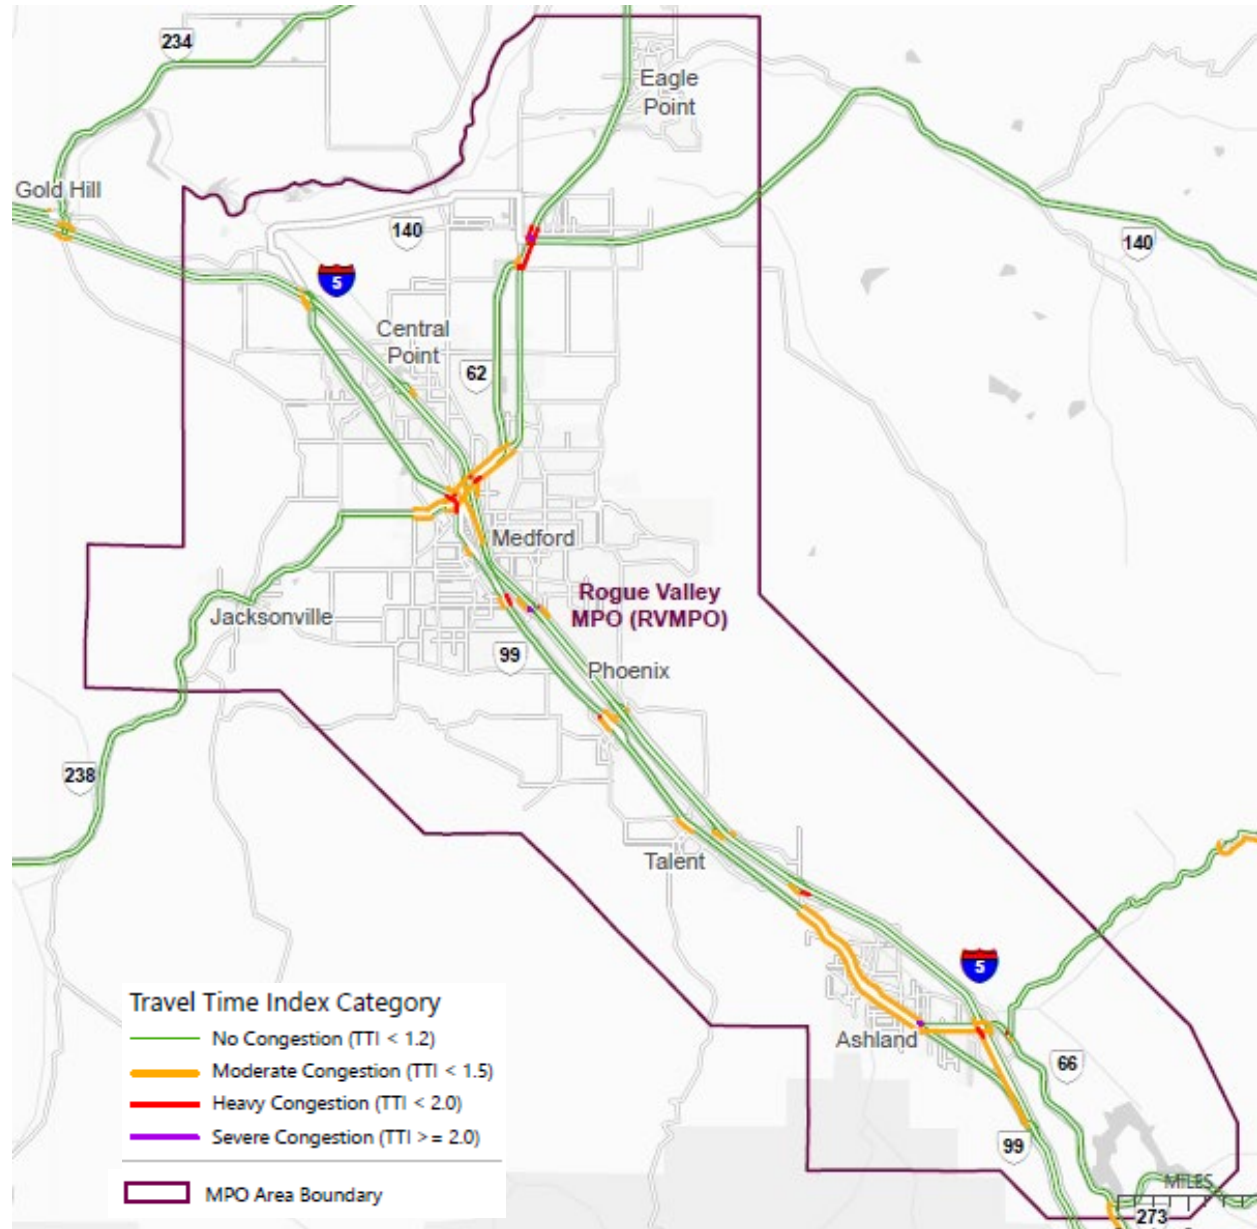 234
Eagle
Point
Gold Hill
140
140
5
Central
Point
62
Medford
Rogue Valley
MPO (RVMPO)
Jacksonville
99
Phoenix
238
Talent
5
Ashland
66
99
MILES
273
Travel Time Index Category
No Congestion (TTI < 1.2)
Moderate Congestion (TTI < 1.5)
Heavy Congestion (TTI < 2.0)
Severe Congestion (TTI >= 2.0)
MPO Area Boundary